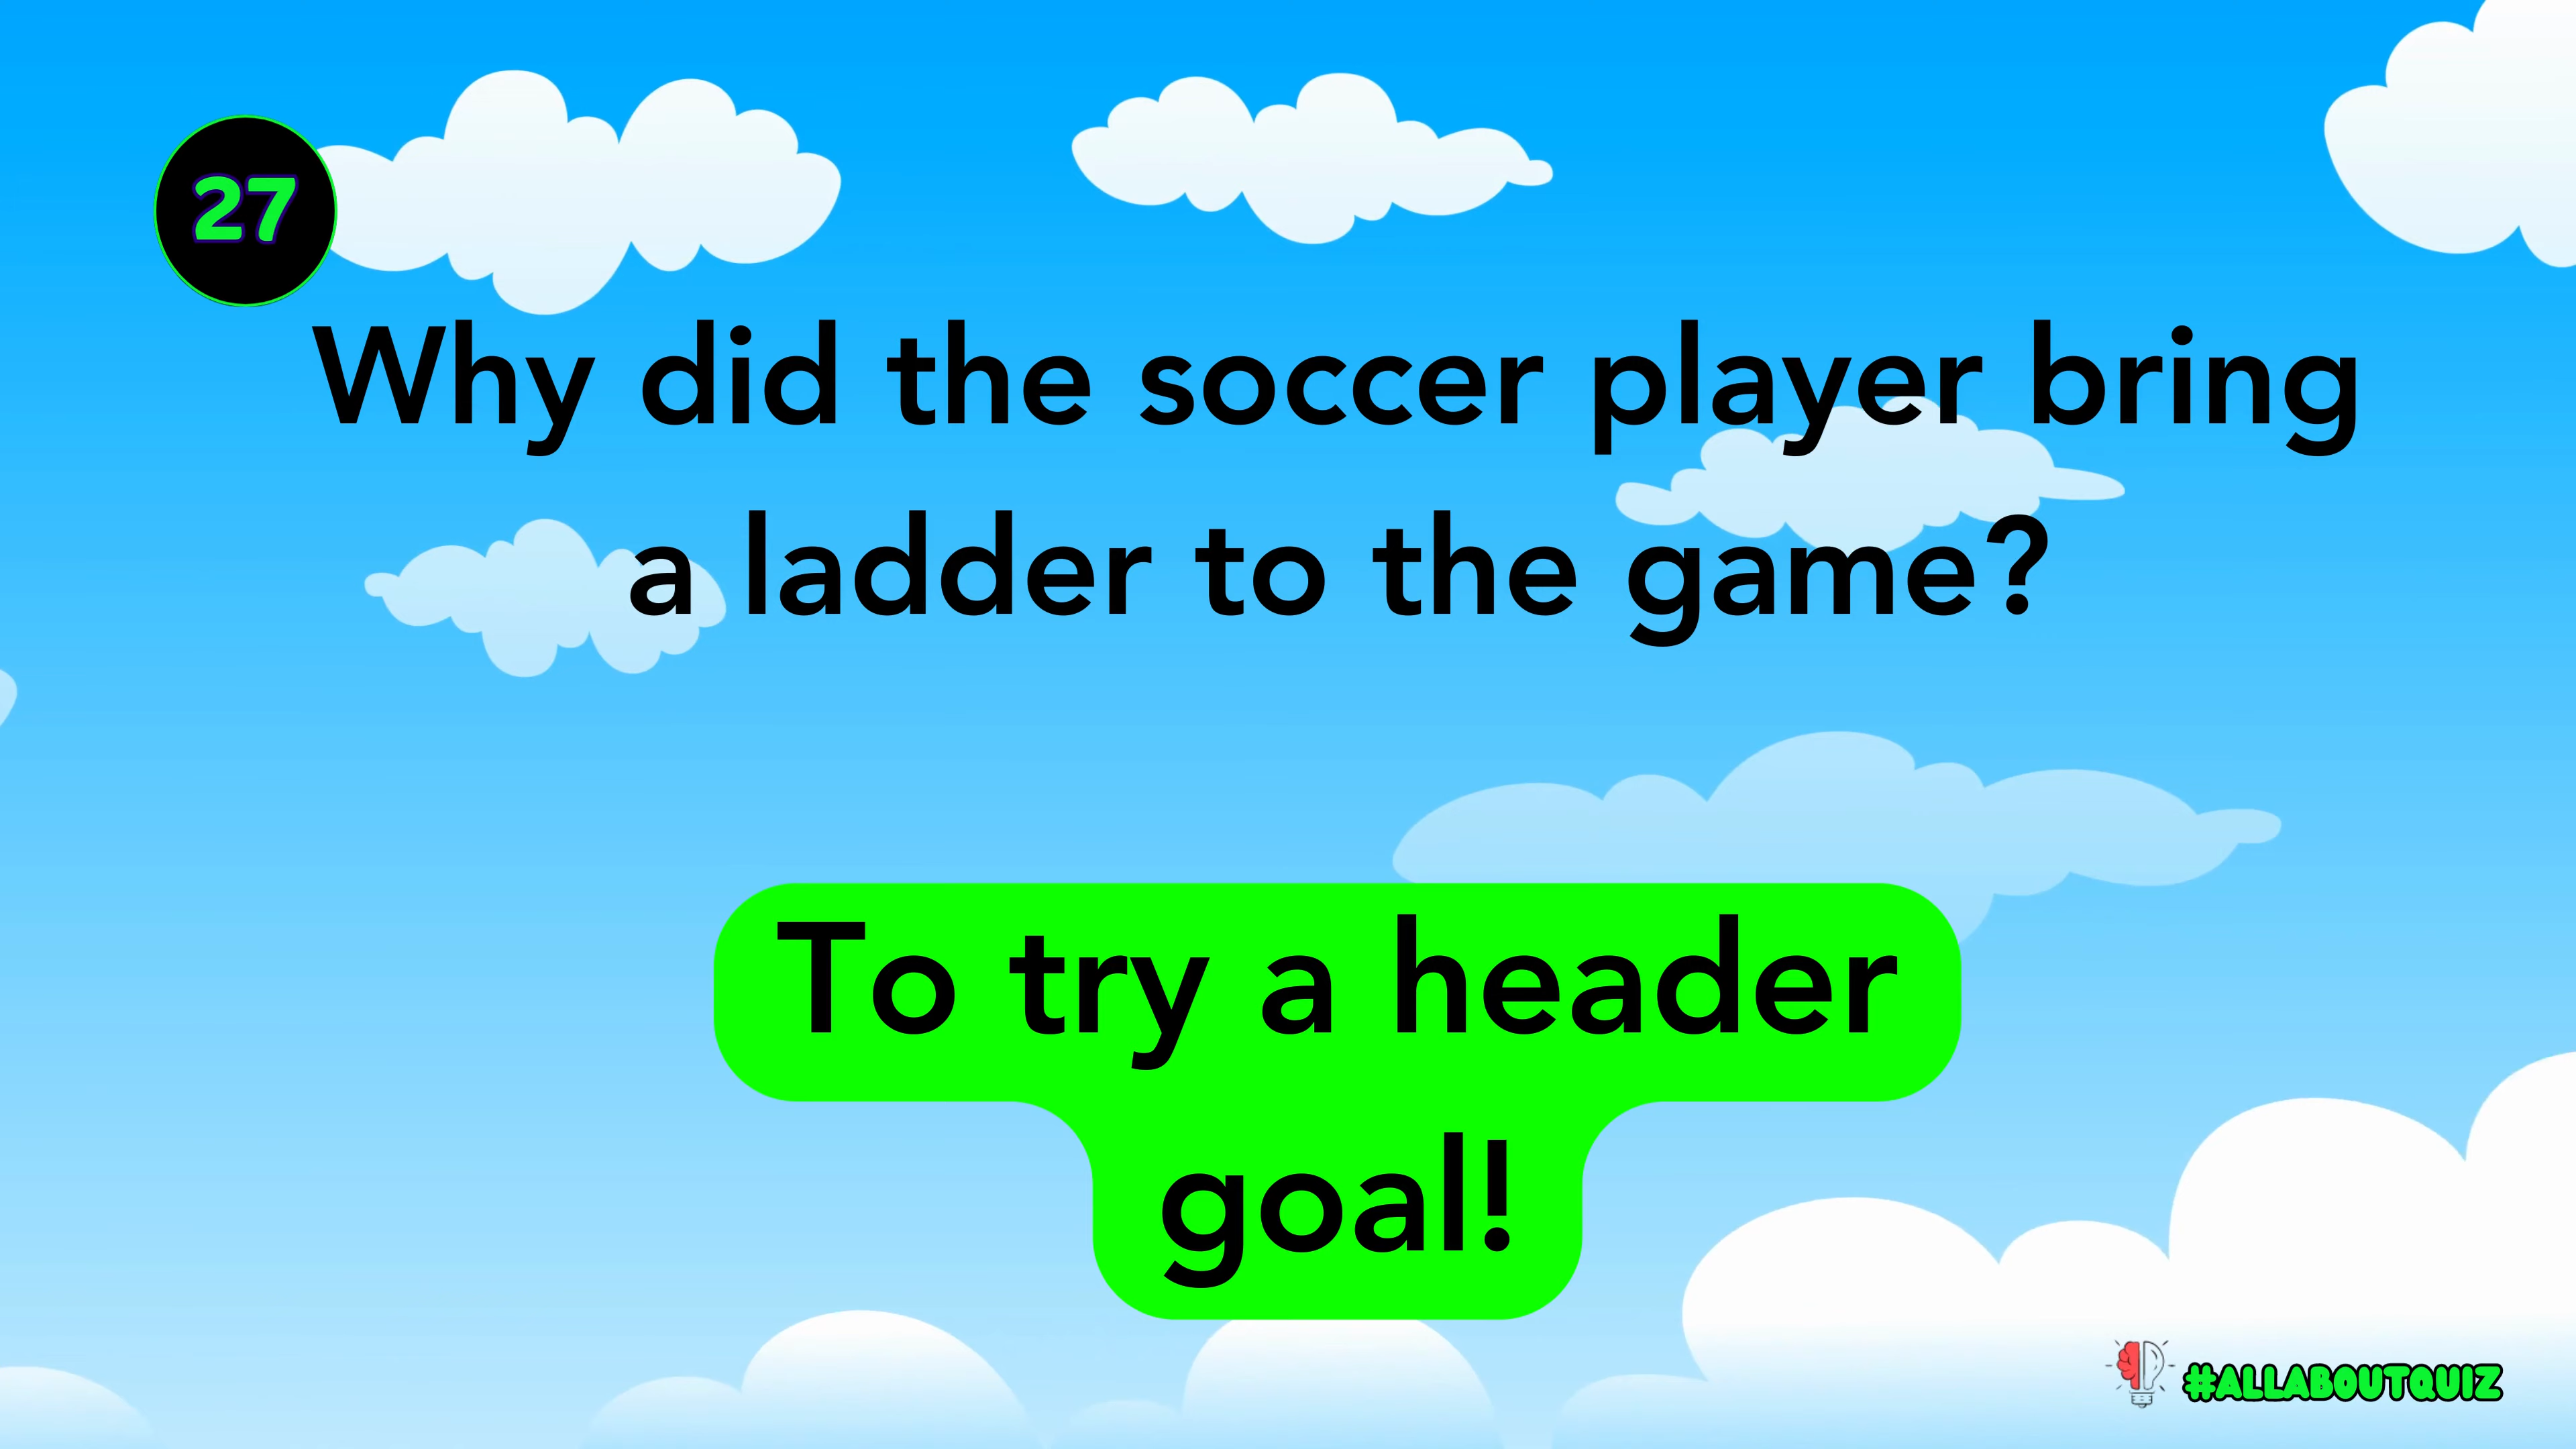 27
Why did the soccer player bring
a ladder to the game?
To try a header
goal!
#ALLABOUTQUIZ